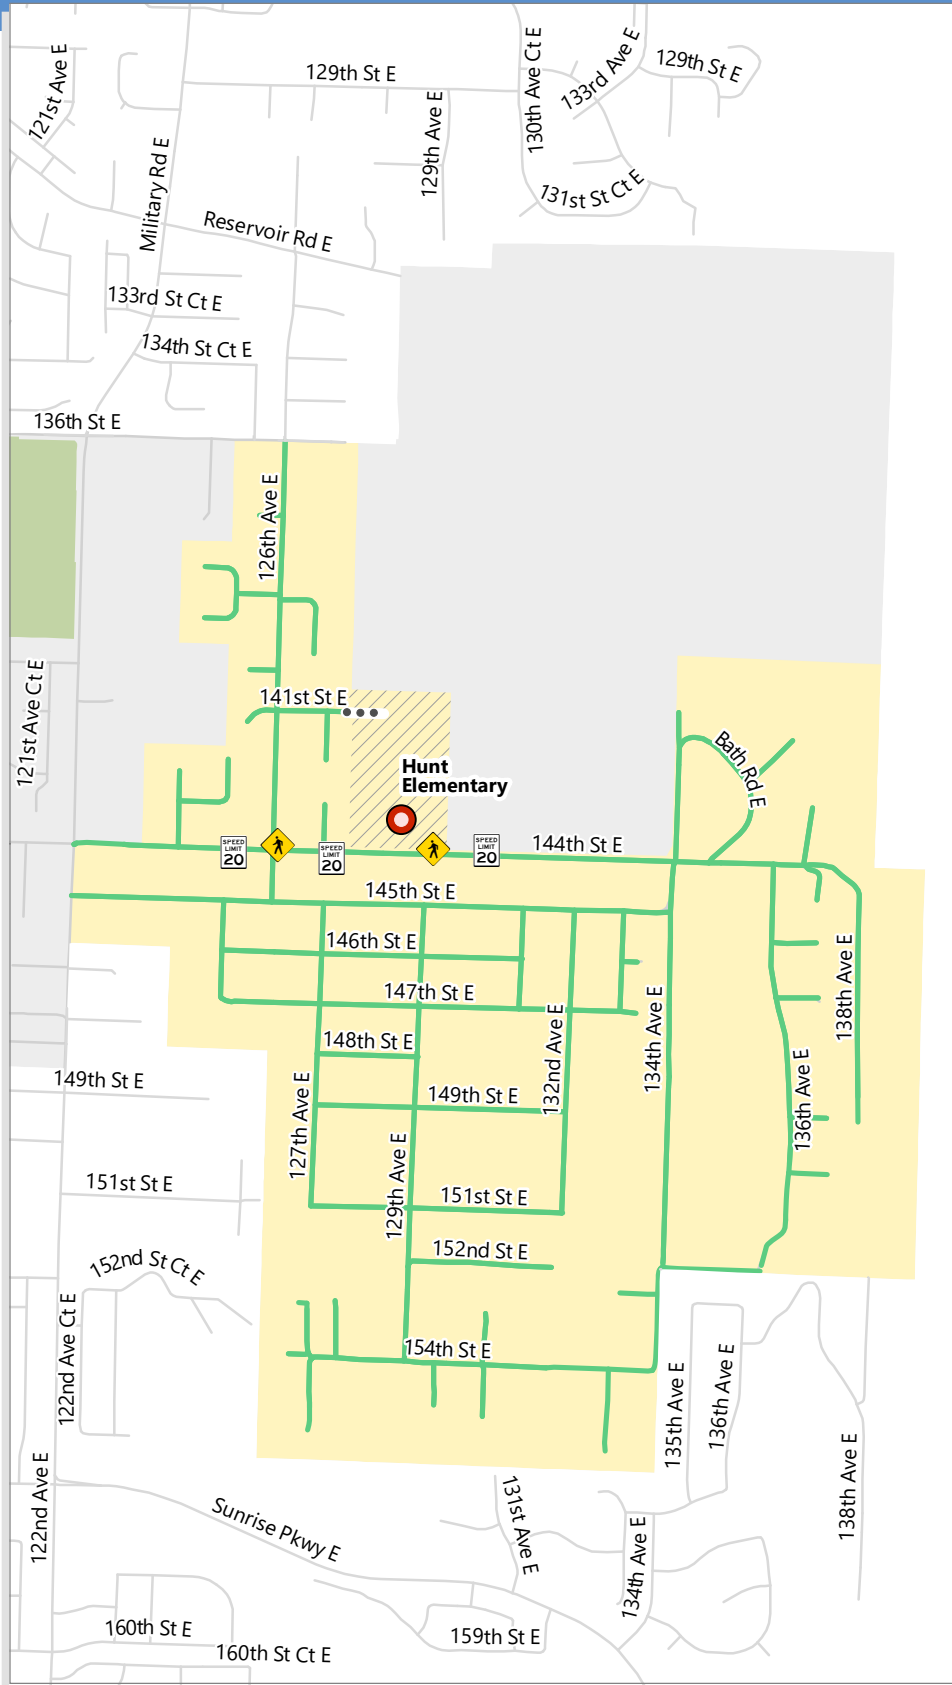 121st Ave E
129th St E
130th Ave Ct E
133rd Ave E
129th St E
129th Ave E
Military Rd E
131st St Ct E
Reservoir Rd E
133rd St Ct E
134th St Ct E
136th St E
126th Ave E
121st Ave Ct E
141st St E
Bath Rd E
Hunt
Elementary
SPEED
LIMIT
20
SPEED
LIMIT
20
SPEED
LIMIT
20
144th St E
145th St E
146th St E
138th Ave E
147th St E
134th Ave E
132nd Ave E
148th St E
149th St E
149th St E
127th Ave E
136th Ave E
129th Ave E
151st St E
151st St E
152nd St E
152nd St Ct E
122nd Ave Ct E
154th St E
135th Ave E
136th Ave E
138th Ave E
122nd Ave E
Sunrise Pkwy E
131st Ave E
134th Ave E
160th St E
159th St E
160th St Ct E